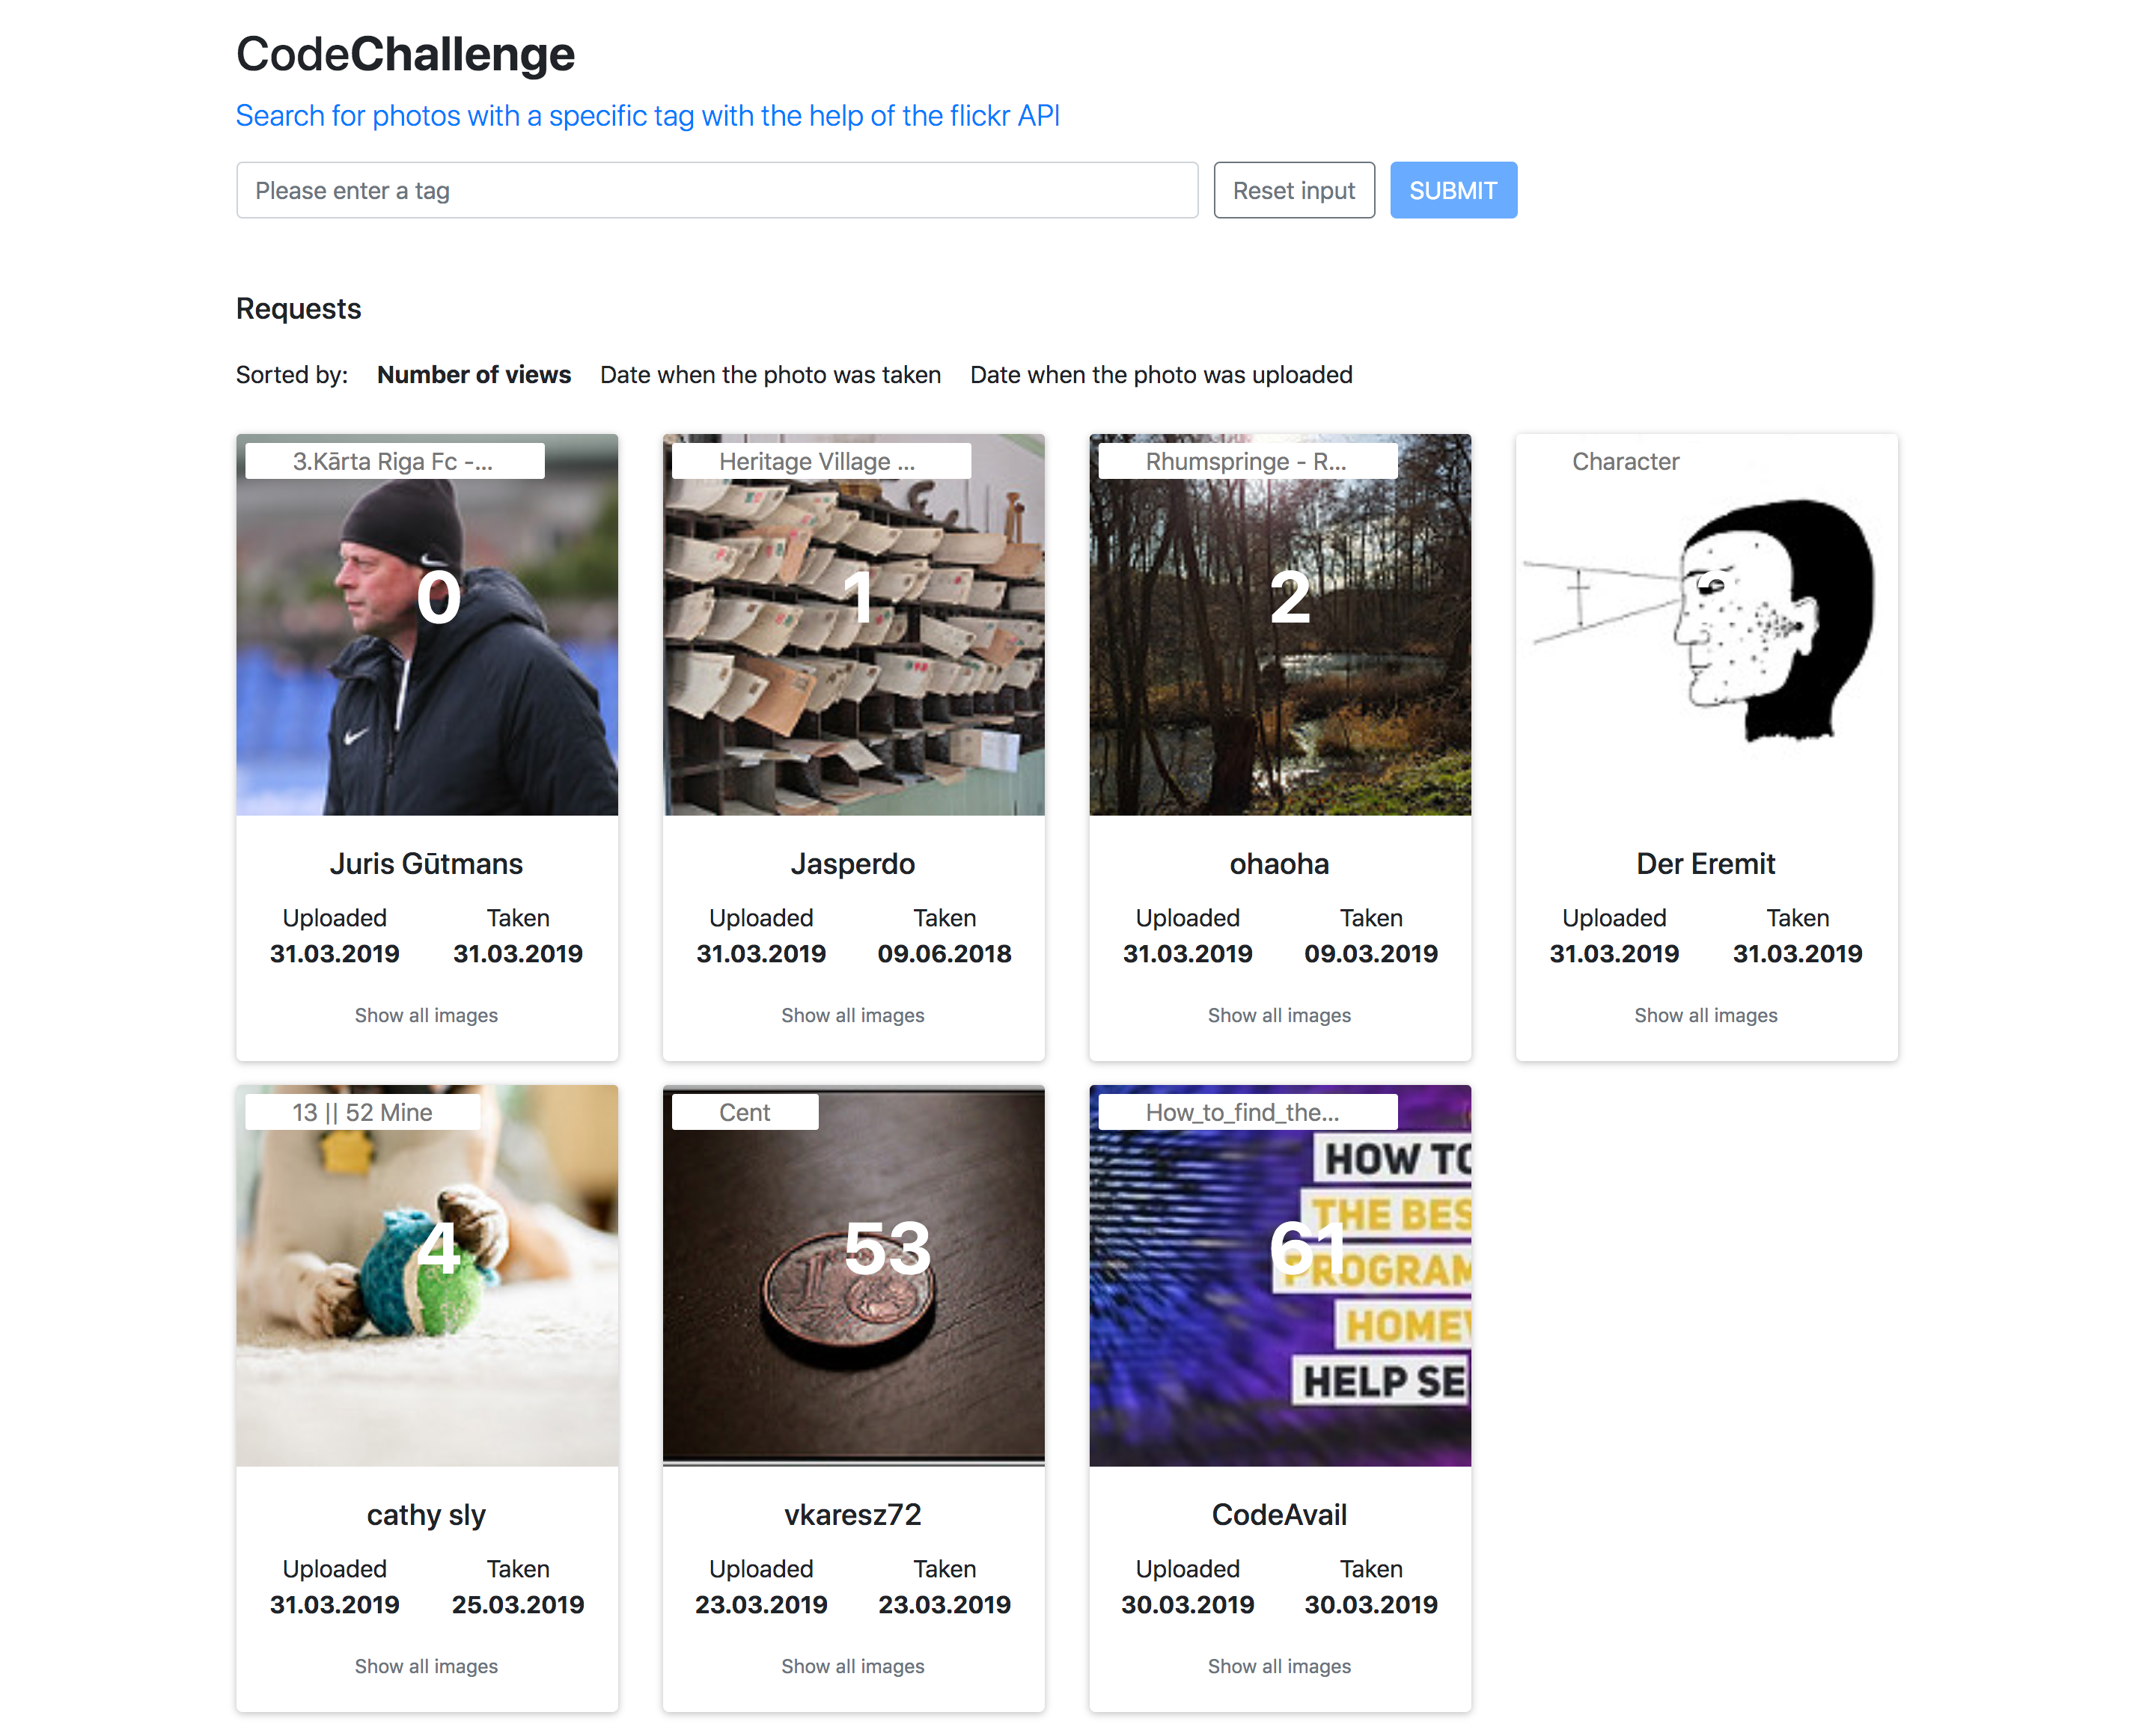 CodeChallenge
Search for photos with a specific tag with the help of the flickr API
Please enter a tag
Reset input
SUBMIT
Requests
Sorted by: Number of views Date when the photo was taken Date when the photo was uploaded
3.Kārta Riga Fc -...
0
Juris Gūtmans
Uploaded Taken
31.03.2019 31.03.2019
Show all images
Heritage Village ...
1
Jasperdo
Uploaded Taken
31.03.2019 09.06.2018
Show all images
Rhumspringe - R...
2
ohaoha
Uploaded Taken
31.03.2019 09.03.2019
Show all images
Character
Der Eremit
Uploaded Taken
31.03.2019 31.03.2019
Show all images
13 || 52 Mine
4
cathy sly
Uploaded Taken
31.03.2019 25.03.2019
Show all images
Cent
53
1
vkaresz72
Uploaded Taken
23.03.2019 23.03.2019
Show all images
How_to_find_the...
HOW TO
THE BES
61
PROGRAM
HOMEW
HELP SE
CodeAvail
Uploaded Taken
30.03.2019 30.03.2019
Show all images